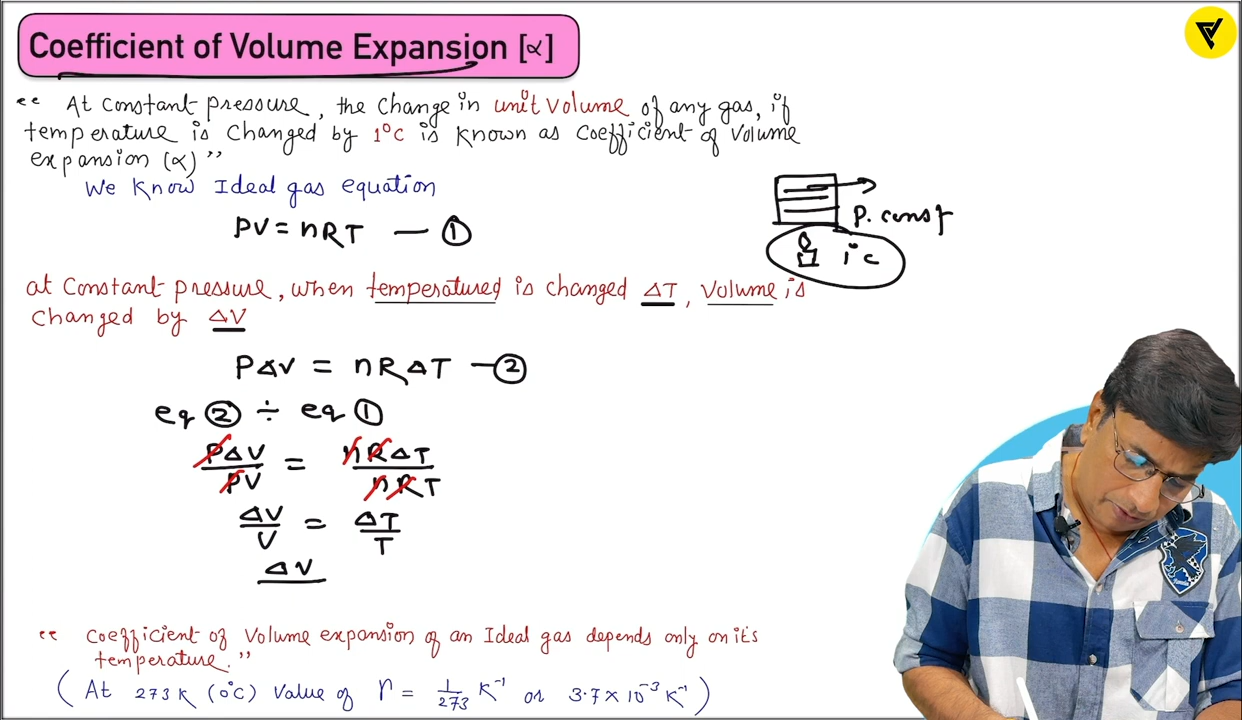 Coefficient of Volume Expansion [α]
“ At Constant pressure, the Change in unit volume of any gas, if
temperature is Changed by 1°C is known as Coefficient of Volume
expansion (α) ”
We Know Ideal gas equation
PV = nRT — ①
P. const
1°C
at Constant pressure, when temperatured is changed ΔT, Volume is
Changed by ΔV
PΔV = nRΔT — ②
eq ② ÷ eq ①
PΔV / PV = nRΔT / nRT
ΔV / V = ΔT / T
ΔV
“ Coefficient of Volume expansion of an Ideal gas depends only on its
temperature.”
( At 273 K (0°C) Value of r = 1/273 K⁻¹ or 3.7 × 10⁻³ K⁻¹ )